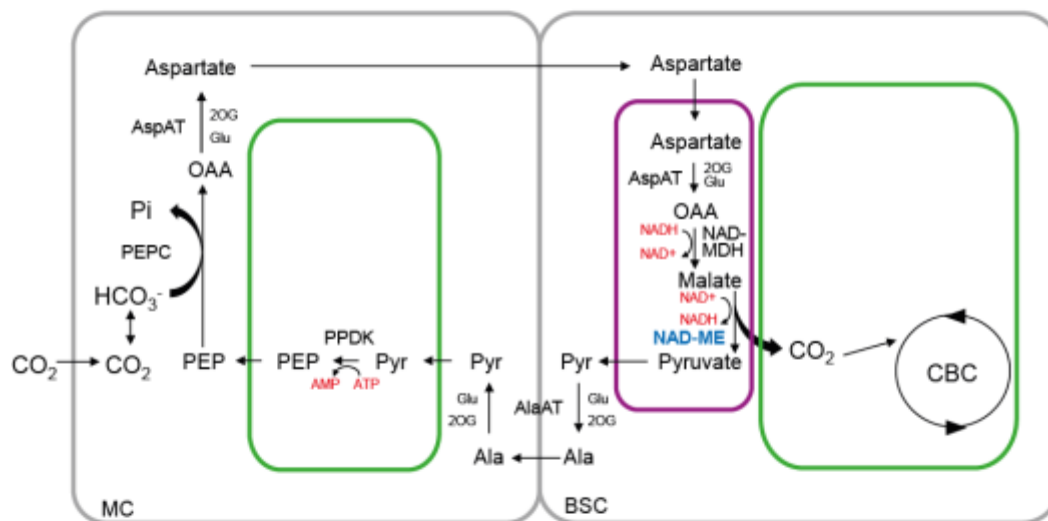 Aspartate
Aspartate
AspAT
2OG
Glu
Aspartate
OAA
AspAT
2OG
Glu
Pi
OAA
PEPC
NADH
NAD-
NAD+
MDH
HCO3-
Malate
NAD+
NADH
PPDK
NAD-ME
CO2
CO2
CO2
PEP
PEP
Pyr
Pyr
Pyr
Pyruvate
CBC
AMP
ATP
Glu
2OG
AlaAT
Glu
2OG
Ala
Ala
MC
BSC